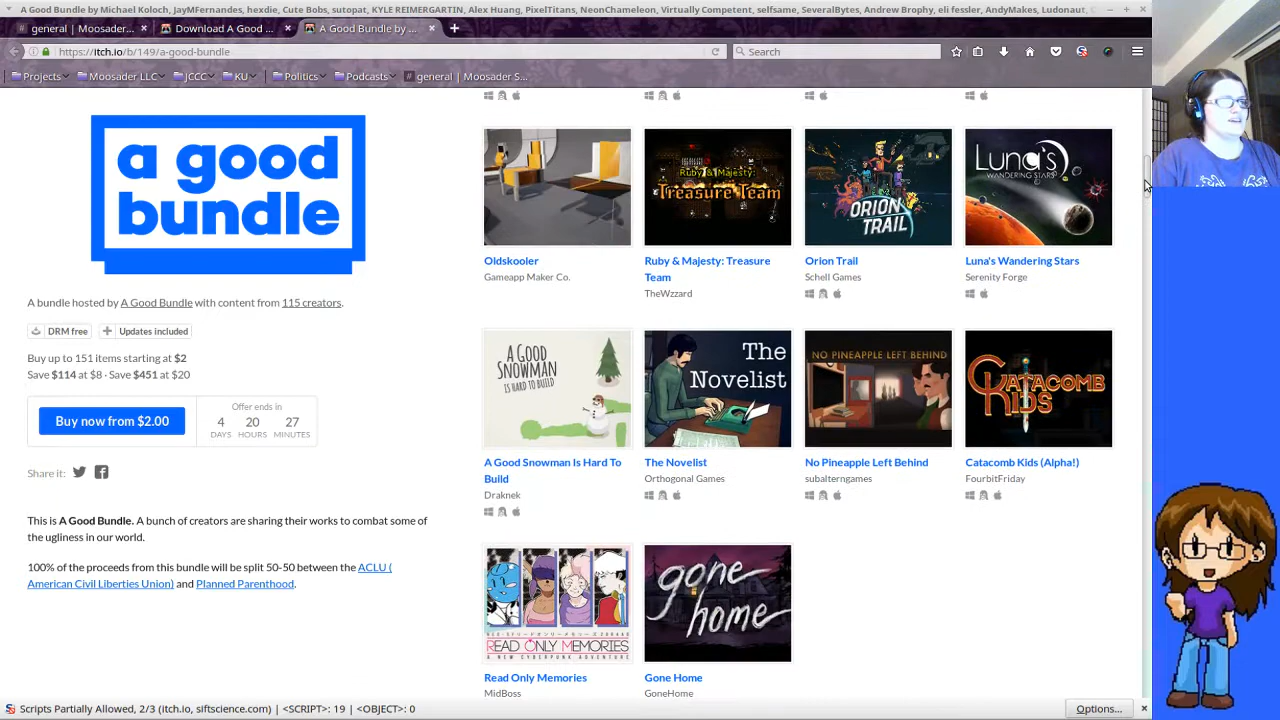 A Good Bundle by Michael Koloch, JayMFernandes, hexdie, Cute Bobs, sutopat, KYLE REIMERGARTIN, Alex Huang, PixelTitans, NeonChameleon, Virtually Competent, selfsame, SeveralBytes, Andrew Brophy, eli fessler, AndyMakes, Ludonaut,
general | Moosader...
Download A Good ...
A Good Bundle by ...
https://itch.io/b/149/a-good-bundle
Search
Projects
Moosader LLC
JCCC
KU
Politics
Podcasts
general | Moosader S...
a good
bundle
A bundle hosted by A Good Bundle with content from 115 creators.
DRM free
Updates included
Buy up to 151 items starting at $2
Save $114 at $8 · Save $451 at $20
Buy now from $2.00
Offer ends in
4 20 27
DAYS HOURS MINUTES
Share it:
This is A Good Bundle. A bunch of creators are sharing their works to combat some of
the ugliness in our world.
100% of the proceeds from this bundle will be split 50-50 between the ACLU (
American Civil Liberties Union) and Planned Parenthood.
Ruby & Majesty:
Treasure Team
ORION
TRAIL
LUNA'S
WANDERING STARS
Oldskooler
Gameapp Maker Co.
Ruby & Majesty: Treasure
Team
TheWzzard
Orion Trail
Schell Games
Luna's Wandering Stars
Serenity Forge
A GOOD
SNOWMAN
IS HARD TO
BUILD
The
Novelist
NO PINEAPPLE LEFT BEHIND
CATACOMB
KIDS
A Good Snowman Is Hard To
Build
Draknek
The Novelist
Orthogonal Games
No Pineapple Left Behind
subalterngames
Catacomb Kids (Alpha!)
FourbitFriday
READ ONLY MEMORIES
A NEW CYBERPUNK ADVENTURE
gone
home
Read Only Memories
MidBoss
Gone Home
GoneHome
Scripts Partially Allowed, 2/3 (itch.io, siftscience.com) | <SCRIPT>: 19 | <OBJECT>: 0
Options...